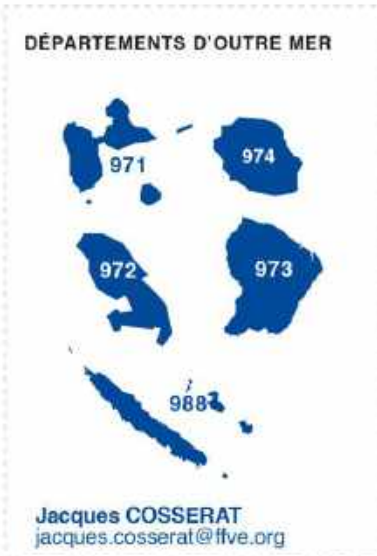 DÉPARTEMENTS D'OUTRE MER
971
974
972
973
988
Jacques COSSERAT
jacques.cosserat@ffve.org